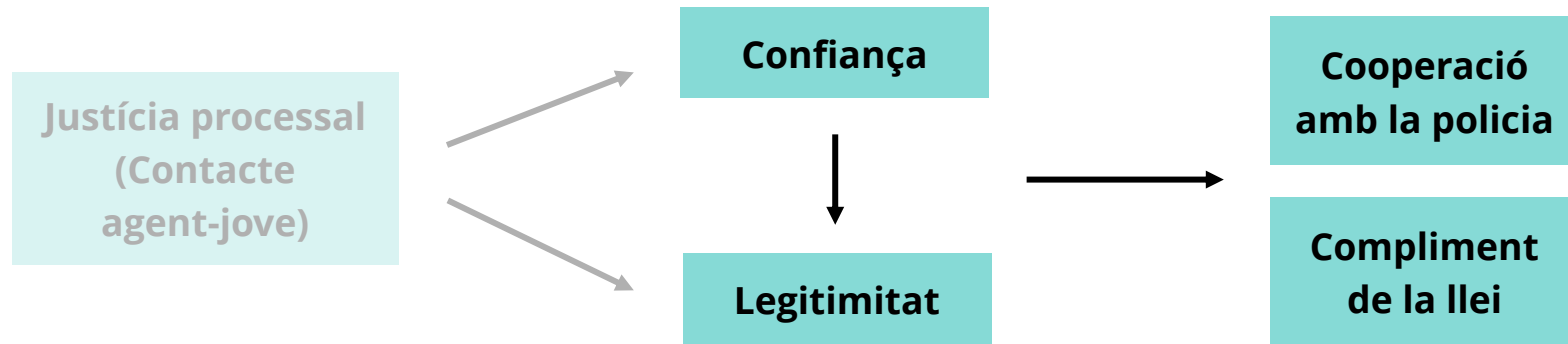 Justícia processal
(Contacte
agent-jove)
Confiança
Legitimitat
Cooperació
amb la policia
Compliment
de la llei